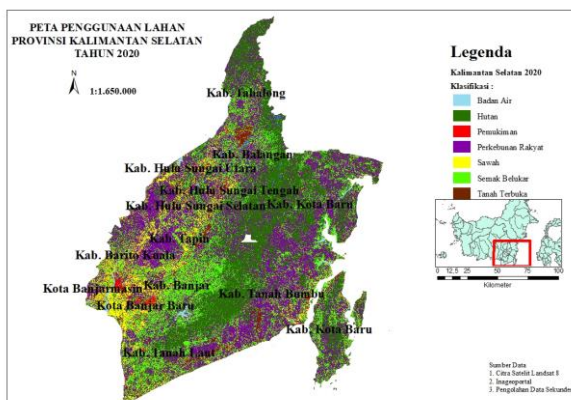 PETA PENGGUNAAN LAHAN
PROVINSI KALIMANTAN SELATAN
TAHUN 2020
N
1:1.650.000
Kab. Tabalong
Kab. Balangan
Kab. Hulu Sungai Utara
Kab. Hulu Sungai Tengah
Kab. Hulu Sungai Selatan
Kab. Kota Baru
Kab. Tapin
Kab. Barito Kuala
Kota Banjarmasin
Kab. Banjar
Kota Banjar Baru
Kab. Tanah Bumbu
Kab. Kota Baru
Kab. Tanah Laut
Legenda
Kalimantan Selatan 2020
Klasifikasi :
Badan Air
Hutan
Pemukiman
Perkebunan Rakyat
Sawah
Semak Belukar
Tanah Terbuka
0 12,5 25 50 75 100
Kilometer
Sumber Data
1. Citra Satelit Landsat 8
2. Inageoportal
3. Pengolahan Data Sekunder